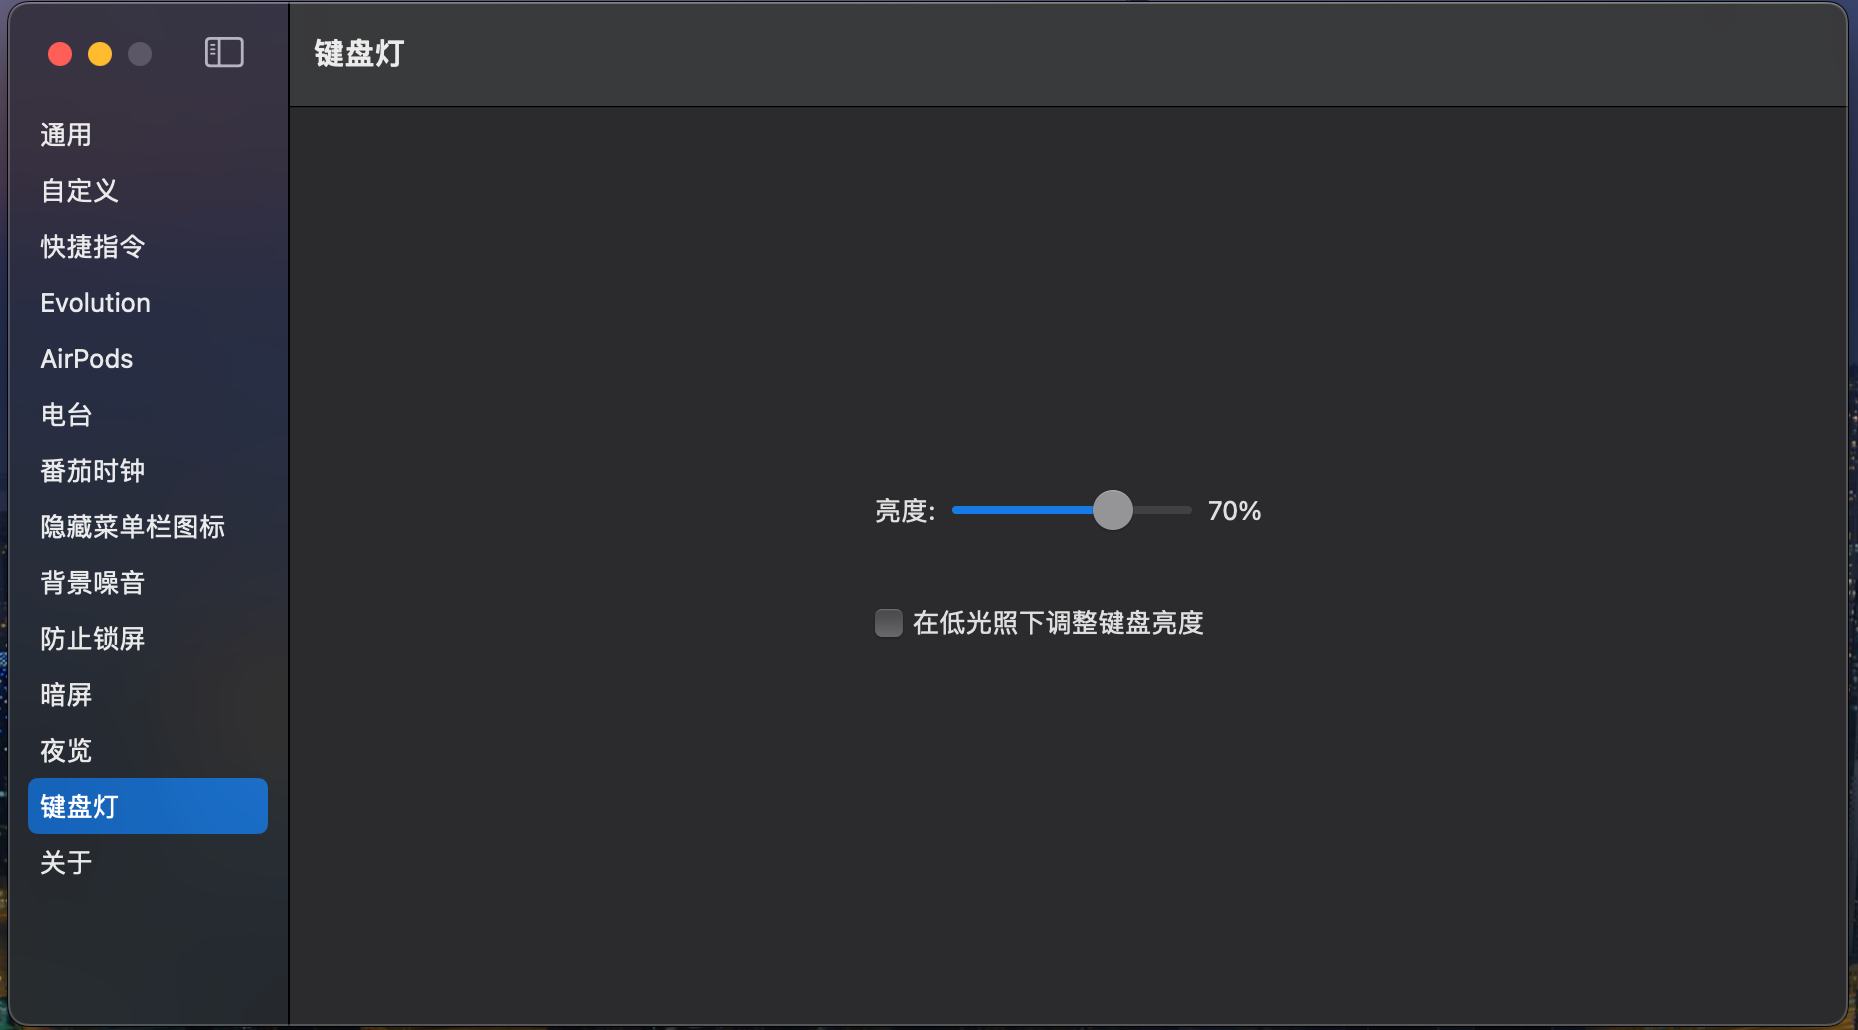 键盘灯
通用
自定义
快捷指令
Evolution
AirPods
电台
番茄时钟
隐藏菜单栏图标
背景噪音
防止锁屏
暗屏
夜览
键盘灯
关于
亮度: 70%
在低光照下调整键盘亮度